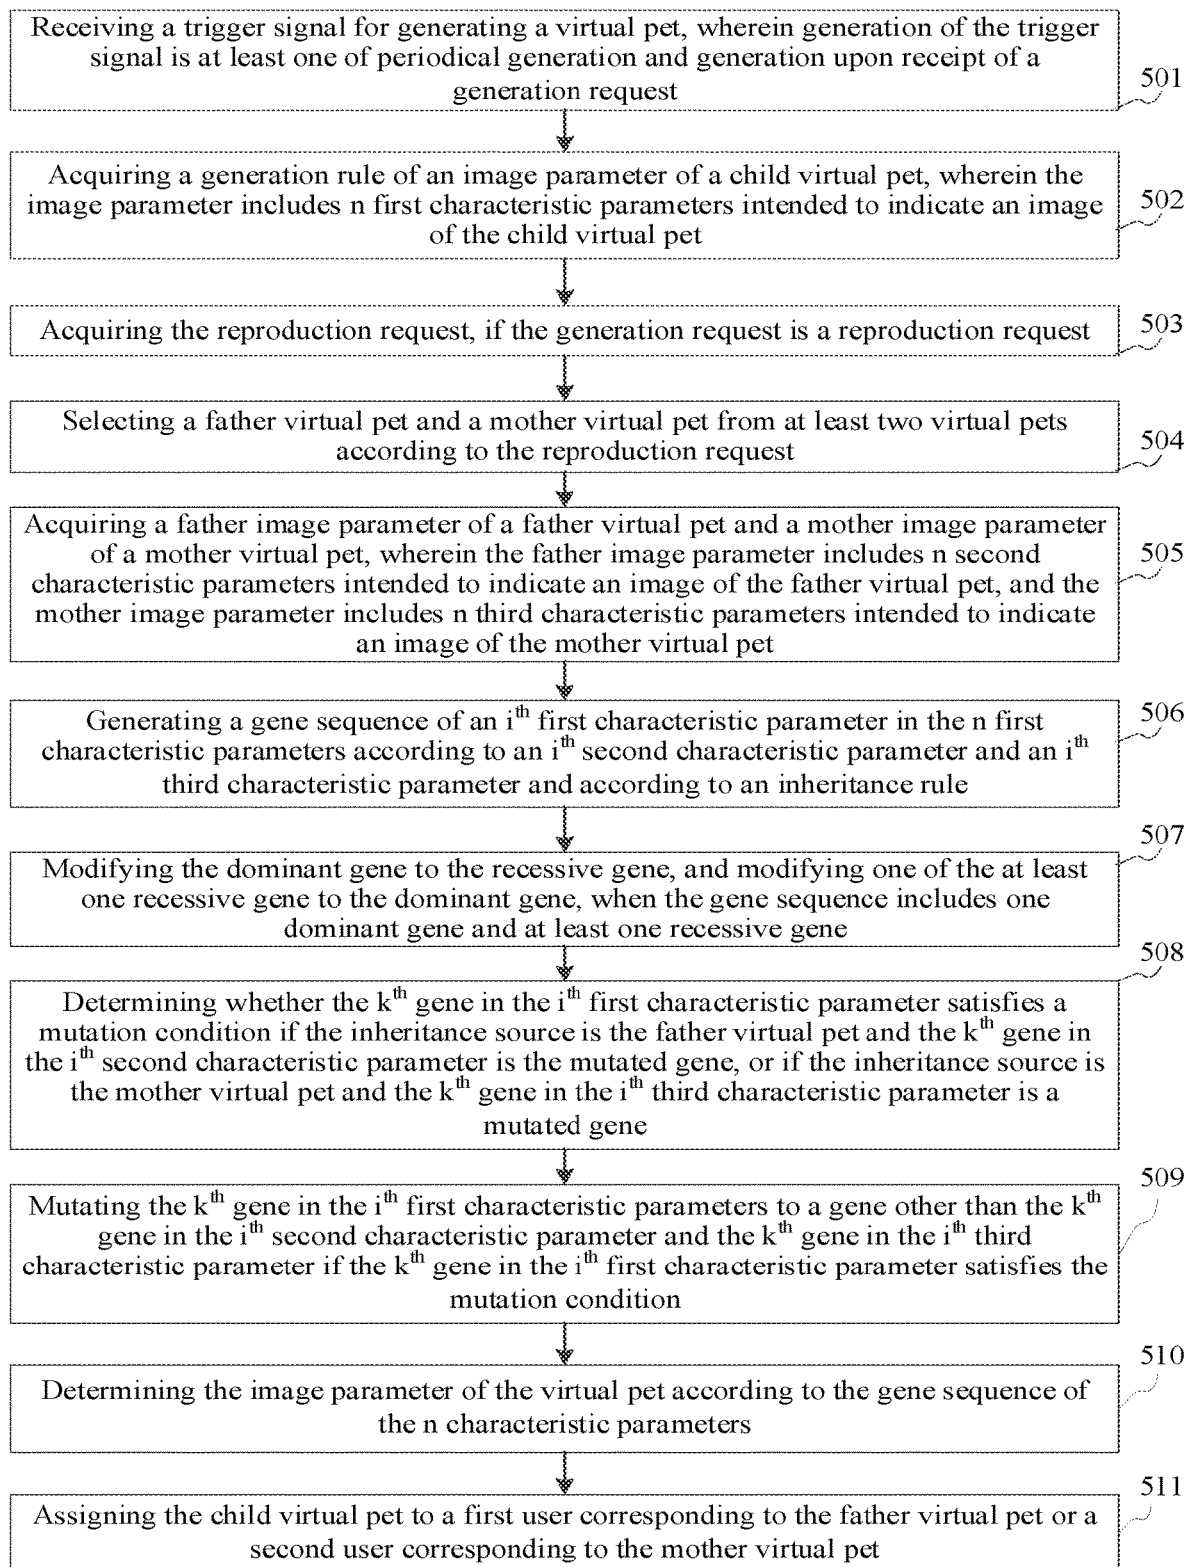 Receiving a trigger signal for generating a virtual pet, wherein generation of the trigger
signal is at least one of periodical generation and generation upon receipt of a
generation request
501
Acquiring a generation rule of an image parameter of a child virtual pet, wherein the
image parameter includes n first characteristic parameters intended to indicate an image
of the child virtual pet
502
Acquiring the reproduction request, if the generation request is a reproduction request
503
Selecting a father virtual pet and a mother virtual pet from at least two virtual pets
according to the reproduction request
504
Acquiring a father image parameter of a father virtual pet and a mother image parameter
of a mother virtual pet, wherein the father image parameter includes n second
characteristic parameters intended to indicate an image of the father virtual pet, and the
mother image parameter includes n third characteristic parameters intended to indicate
an image of the mother virtual pet
505
Generating a gene sequence of an i^th first characteristic parameter in the n first
characteristic parameters according to an i^th second characteristic parameter and an i^th
third characteristic parameter and according to an inheritance rule
506
Modifying the dominant gene to the recessive gene, and modifying one of the at least
one recessive gene to the dominant gene, when the gene sequence includes one
dominant gene and at least one recessive gene
507
Determining whether the k^th gene in the i^th first characteristic parameter satisfies a
mutation condition if the inheritance source is the father virtual pet and the k^th gene in
the i^th second characteristic parameter is the mutated gene, or if the inheritance source is
the mother virtual pet and the k^th gene in the i^th third characteristic parameter is a
mutated gene
508
Mutating the k^th gene in the i^th first characteristic parameters to a gene other than the k^th
gene in the i^th second characteristic parameter and the k^th gene in the i^th third
characteristic parameter if the k^th gene in the i^th first characteristic parameter satisfies the
mutation condition
509
Determining the image parameter of the virtual pet according to the gene sequence of
the n characteristic parameters
510
Assigning the child virtual pet to a first user corresponding to the father virtual pet or a
second user corresponding to the mother virtual pet
511